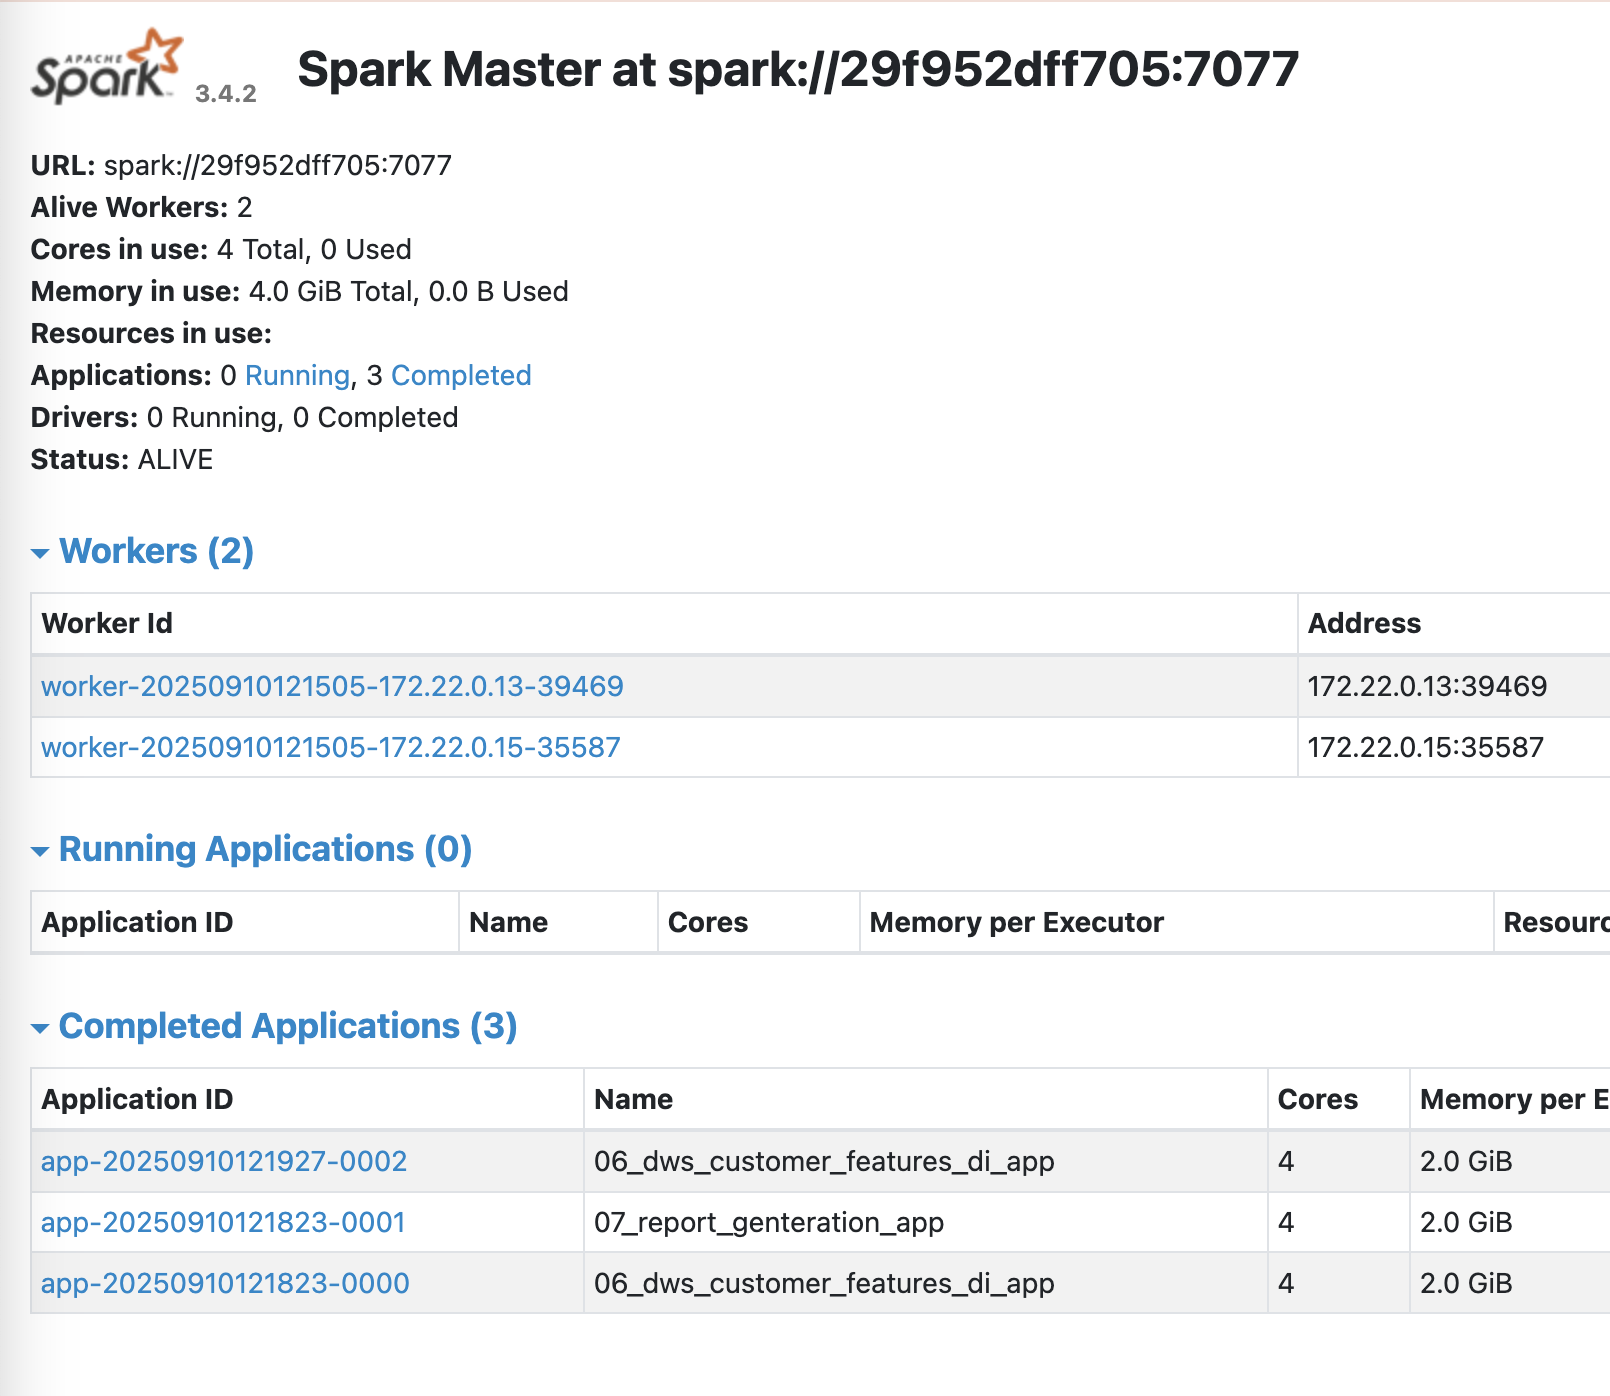 APACHE
Spark 3.4.2 Spark Master at spark://29f952dff705:7077
URL: spark://29f952dff705:7077
Alive Workers: 2
Cores in use: 4 Total, 0 Used
Memory in use: 4.0 GiB Total, 0.0 B Used
Resources in use:
Applications: 0 Running, 3 Completed
Drivers: 0 Running, 0 Completed
Status: ALIVE
Workers (2)
Worker Id Address
worker-20250910121505-172.22.0.13-39469 172.22.0.13:39469
worker-20250910121505-172.22.0.15-35587 172.22.0.15:35587
Running Applications (0)
Application ID Name Cores Memory per Executor Resourc
Completed Applications (3)
Application ID Name Cores Memory per E
app-20250910121927-0002 06_dws_customer_features_di_app 4 2.0 GiB
app-20250910121823-0001 07_report_genteration_app 4 2.0 GiB
app-20250910121823-0000 06_dws_customer_features_di_app 4 2.0 GiB